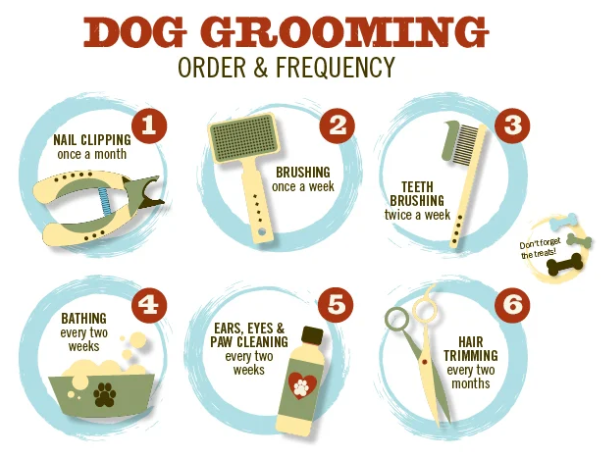 DOG GROOMING
ORDER & FREQUENCY
1
NAIL CLIPPING
once a month
2
BRUSHING
once a week
3
TEETH
BRUSHING
twice a week
Don't forget
the treats!
4
BATHING
every two
weeks
5
EARS, EYES &
PAW CLEANING
every two
weeks
6
HAIR
TRIMMING
every two
months